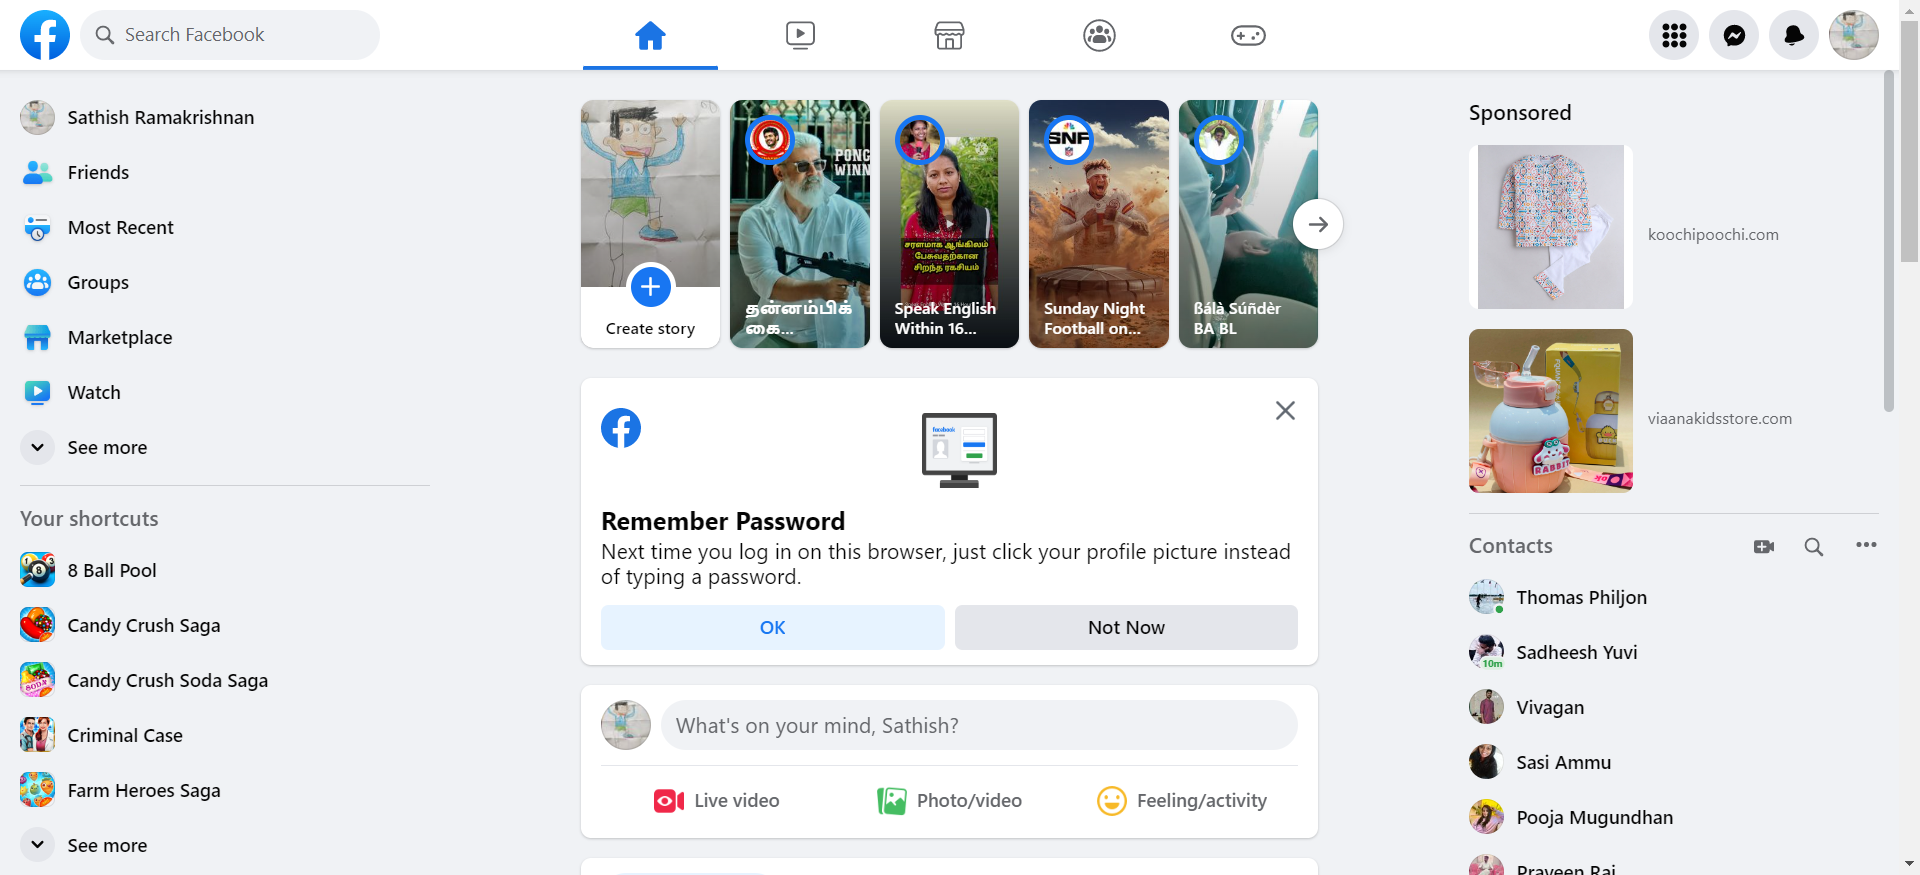 Search Facebook
Sathish Ramakrishnan
Friends
Most Recent
Groups
Marketplace
Watch
See more
Your shortcuts
8 Ball Pool
Candy Crush Saga
Candy Crush Soda Saga
Criminal Case
Farm Heroes Saga
See more
Create story
PONG
WINN
தன்னம்பிக்
கை...
சரளமாக ஆங்கிலம்
பேசுவதற்கான
சிறந்த ரகசியம்
Speak English
Within 16...
SNF
Sunday Night
Football on...
ßálà Súñdèr
BA BL
Remember Password
Next time you log in on this browser, just click your profile picture instead
of typing a password.
OK
Not Now
What's on your mind, Sathish?
Live video
Photo/video
Feeling/activity
Sponsored
koochipoochi.com
RABBIT
viaanakidsstore.com
Contacts
Thomas Philjon
Sadheesh Yuvi
10m
Vivagan
Sasi Ammu
Pooja Mugundhan
Praveen Raj